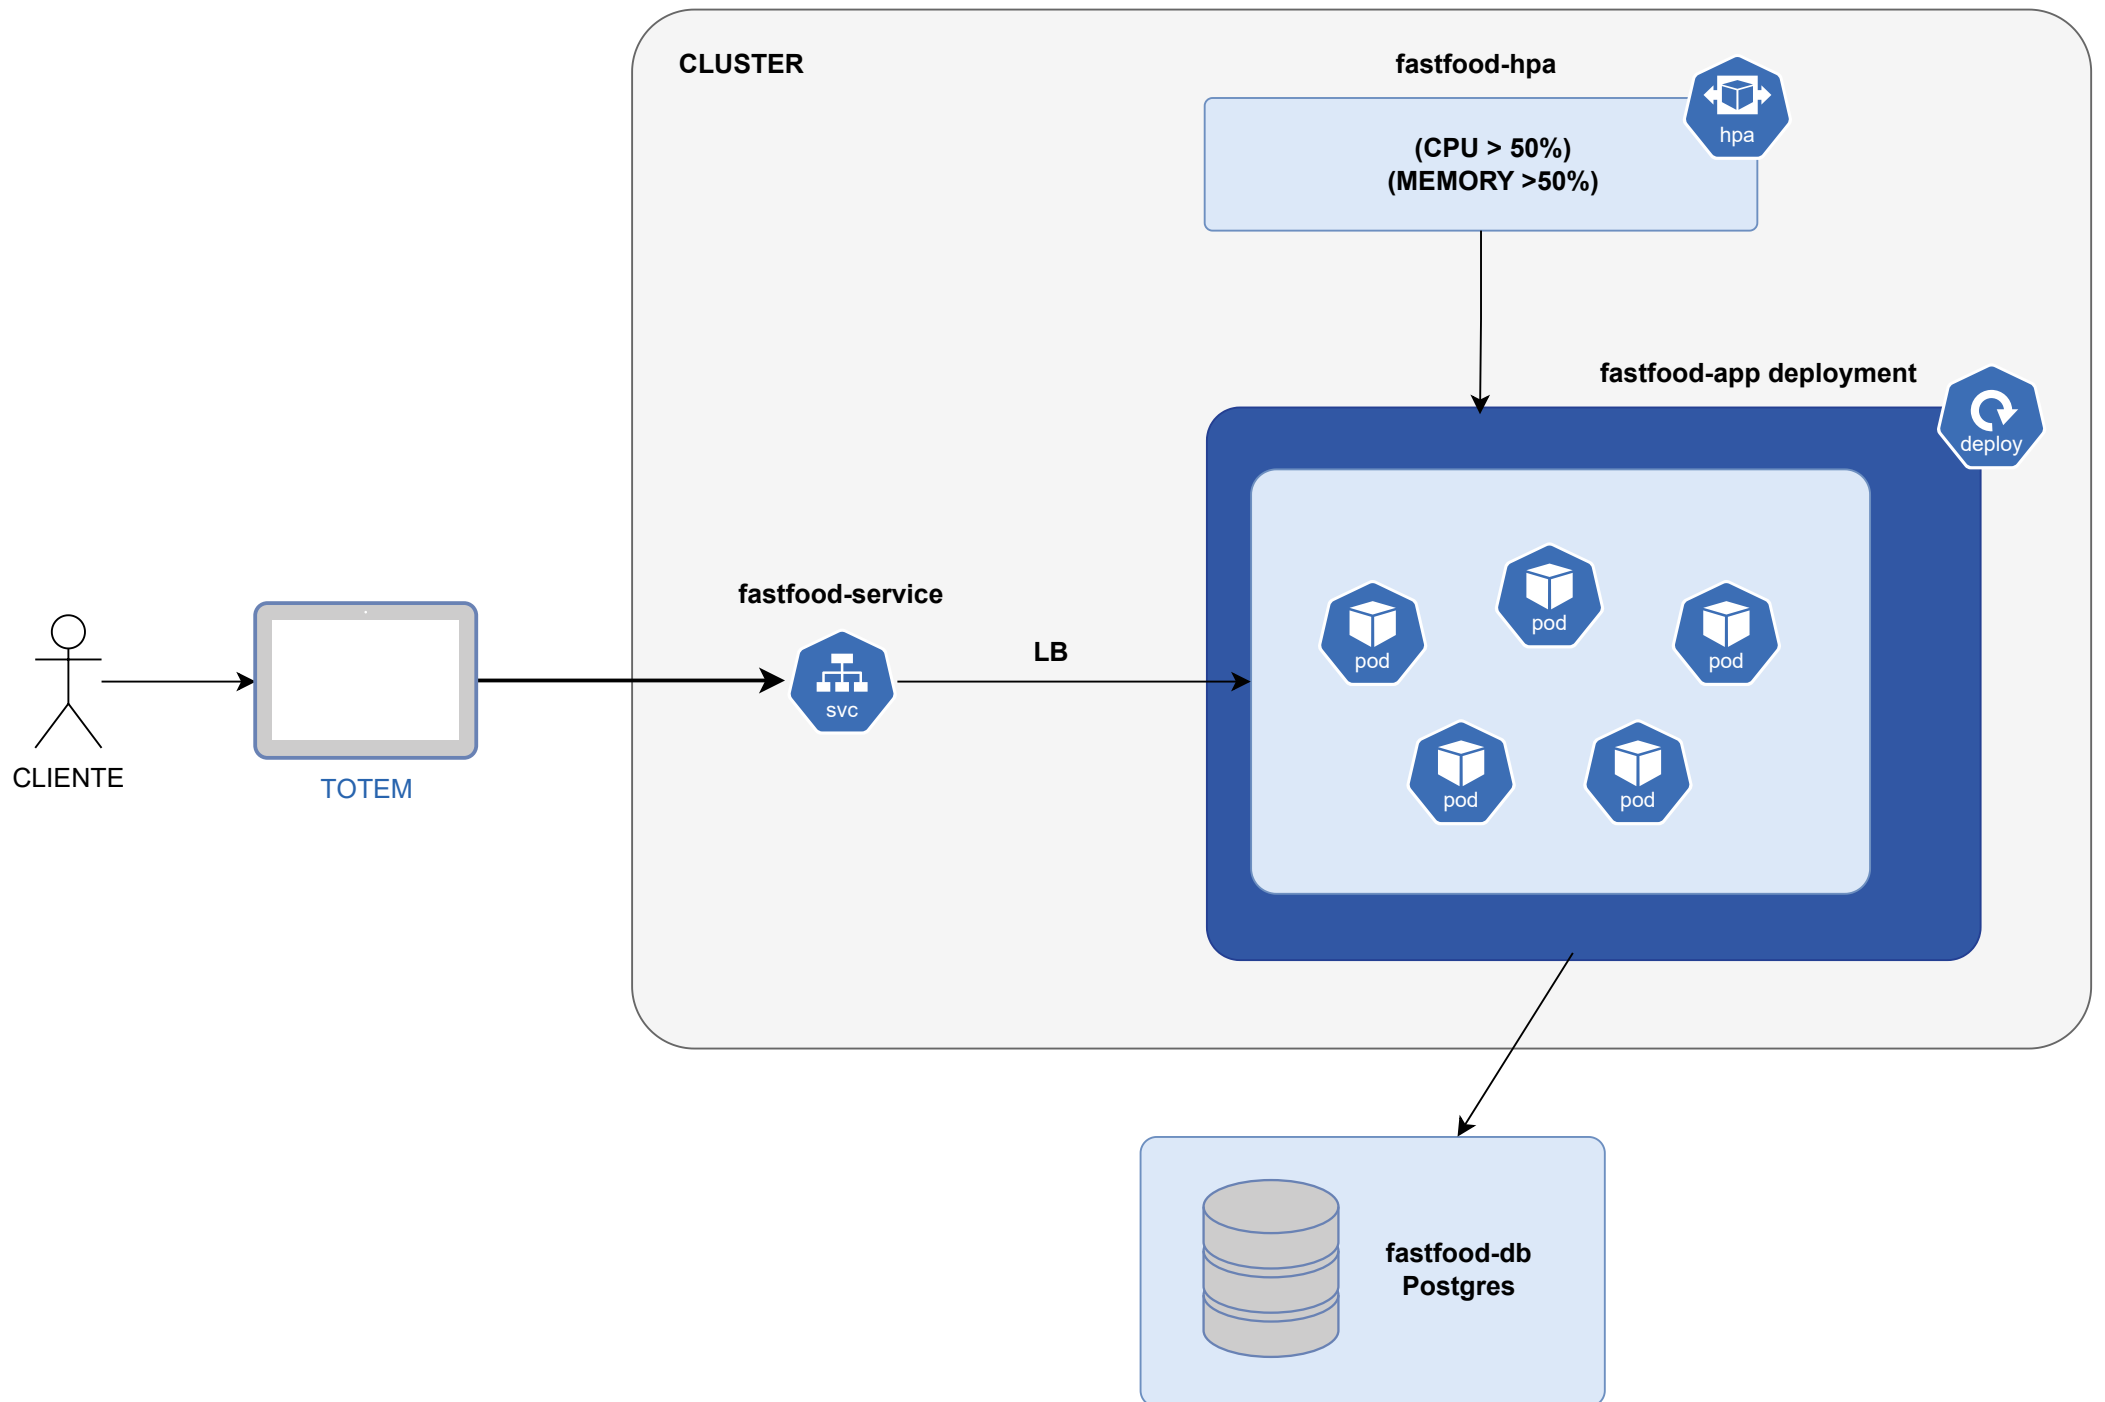 CLUSTER
fastfood-hpa
hpa
(CPU > 50%)
(MEMORY >50%)
fastfood-app deployment
deploy
fastfood-service
svc
LB
pod
pod
pod
pod
pod
CLIENTE
TOTEM
fastfood-db
Postgres